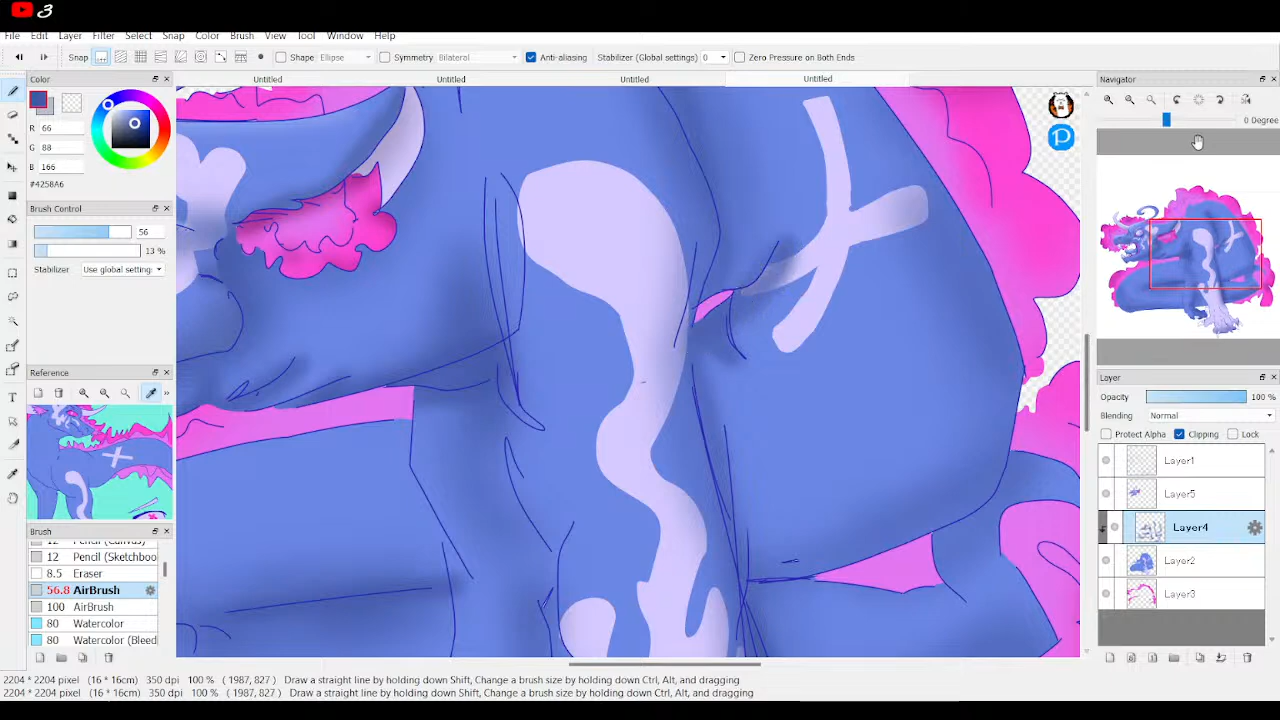 3
File Edit Layer Filter Select Snap Color Brush Tool Window Help
Snap Shape Ellipse Symmetry Bilateral Anti-aliasing Stabilizer (Global settings) 0 Zero Pressure on Both Ends
Color
R 66
G 88
B 166
#4258A6
Brush Control
56
13 %
Stabilizer Use global setting
Reference
»
Brush
12 Pencil (Canvas)
12 Pencil (Sketchboo
8.5 Eraser
56.8 AirBrush
100 AirBrush
80 Watercolor
80 Watercolor (Bleed
Untitled Untitled Untitled Untitled
P
Navigator
0 Degree
Layer
Opacity 100 %
Blending Normal
Protect Alpha Clipping Lock
Layer1
Layer5
Layer4
Layer2
Layer3
2204 * 2204 pixel (16 * 16cm) 350 dpi 100 % ( 1987, 827 ) Draw a straight line by holding down Shift, Change a brush size by holding down Ctrl, Alt, and dragging
2204 * 2204 pixel (16 * 16cm) 350 dpi 100 % ( 1987, 827 ) Draw a straight line by holding down Shift, Change a brush size by holding down Ctrl, Alt, and dragging